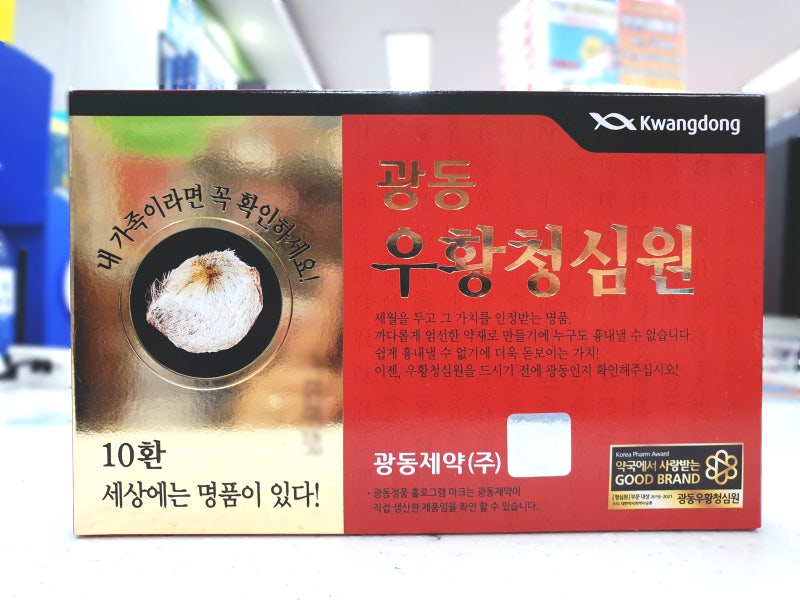 Kwangdong
내 가족이라면 꼭 확인하세요!
광동
우황청심원
세월을 두고 그 가치를 인정받는 명품.
까다롭게 엄선한 약재로 만들기에 누구도 흉내낼 수 없습니다.
쉽게 흉내낼 수 없기에 더욱 돋보이는 가치!
이젠, 우황청심원을 드시기 전에 광동인지 확인해주십시오!
10환
세상에는 명품이 있다!
광동제약(주)
· 광동정품 홀로그램 마크는 광동제약이
직접 생산한 제품임을 확인 할 수 있습니다.
Korea Pharm Award
약국에서 사랑받는
GOOD BRAND
[청심원] 부문 대상 2019-2021
광동우황청심원